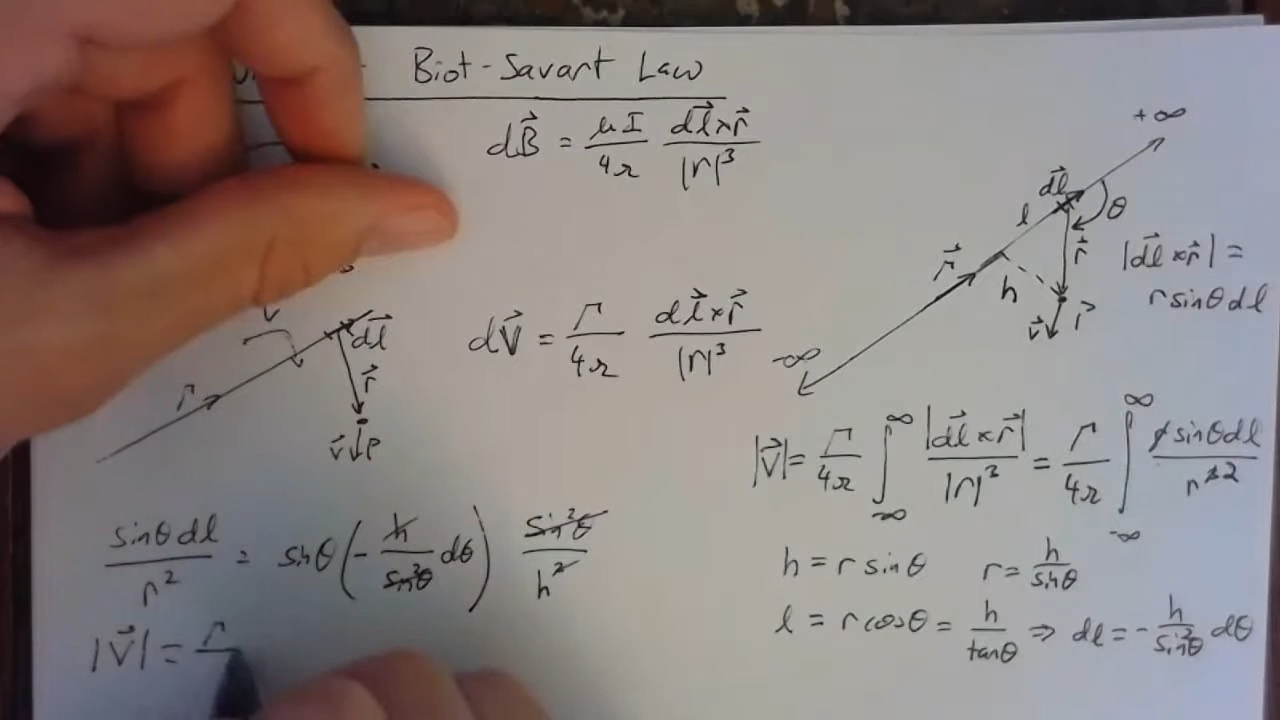 Biot-Savart Law
dB⃗ = μI/4π dl⃗×r⃗/|r|³
+∞
dl⃗
l
θ
r⃗
Γ⃗
h
|dl⃗×r⃗| =
r sinθ dl
v⃗ P
-∞
dl⃗
r⃗
Γ
v⃗ P
dV⃗ = Γ/4π dl⃗×r⃗/|r|³
|V⃗| = Γ/4π ∫_{-∞}^{∞} |dl⃗×r⃗|/|r|³ = Γ/4π ∫_{-∞}^{∞} r sinθ dl/r³²
sinθ dl/r² = sinθ (-h/sin²θ dθ) sin²θ/h²
h = r sinθ r = h/sinθ
l = r cosθ = h/tanθ ⇒ dl = -h/sin²θ dθ
|V⃗| = Γ